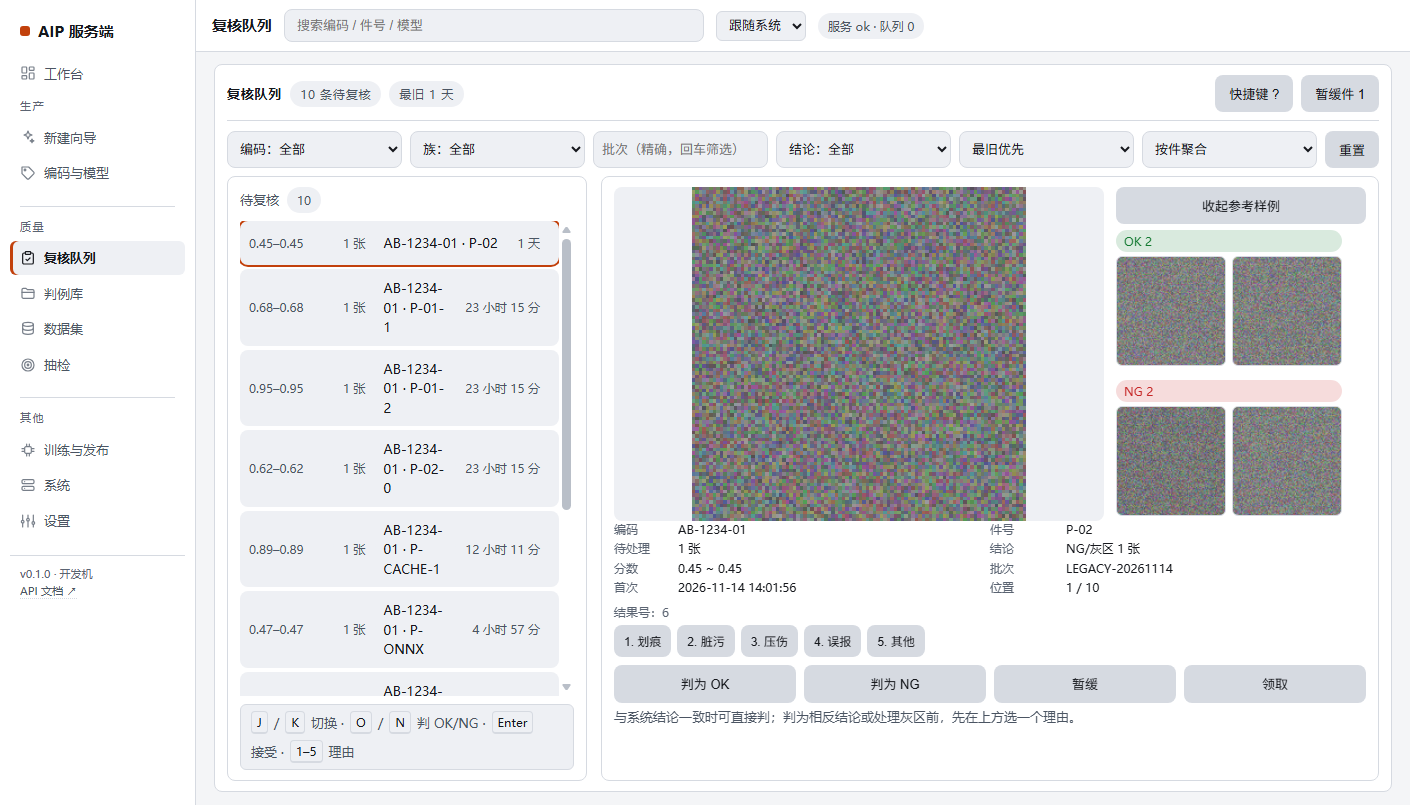 AIP 服务端
工作台
生产
新建向导
编码与模型
质量
复核队列
判例库
数据集
抽检
其他
训练与发布
系统
设置
v0.1.0 · 开发机
API 文档 ↗
复核队列
搜索编码 / 件号 / 模型
跟随系统
服务 ok · 队列 0
复核队列
10 条待复核
最旧 1 天
快捷键 ?
暂缓件 1
编码：全部
族：全部
批次（精确，回车筛选）
结论：全部
最旧优先
按件聚合
重置
待复核 10
0.45–0.45 1 张 AB-1234-01 · P-02 1 天
0.68–0.68 1 张 AB-1234-
01 · P-01-
1
23 小时 15 分
0.95–0.95 1 张 AB-1234-
01 · P-01-
2
23 小时 15 分
0.62–0.62 1 张 AB-1234-
01 · P-02-
0
23 小时 15 分
0.89–0.89 1 张 AB-1234-
01 · P-
CACHE-1
12 小时 11 分
0.47–0.47 1 张 AB-1234-
01 · P-
ONNX
4 小时 57 分
AB-1234-
J / K 切换 · O / N 判 OK/NG · Enter
接受 · 1–5 理由
收起参考样例
OK 2
NG 2
编码 AB-1234-01 件号 P-02
待处理 1 张 结论 NG/灰区 1 张
分数 0.45 ~ 0.45 批次 LEGACY-20261114
首次 2026-11-14 14:01:56 位置 1 / 10
结果号：6
1. 划痕
2. 脏污
3. 压伤
4. 误报
5. 其他
判为 OK
判为 NG
暂缓
领取
与系统结论一致时可直接判；判为相反结论或处理灰区前，先在上方选一个理由。